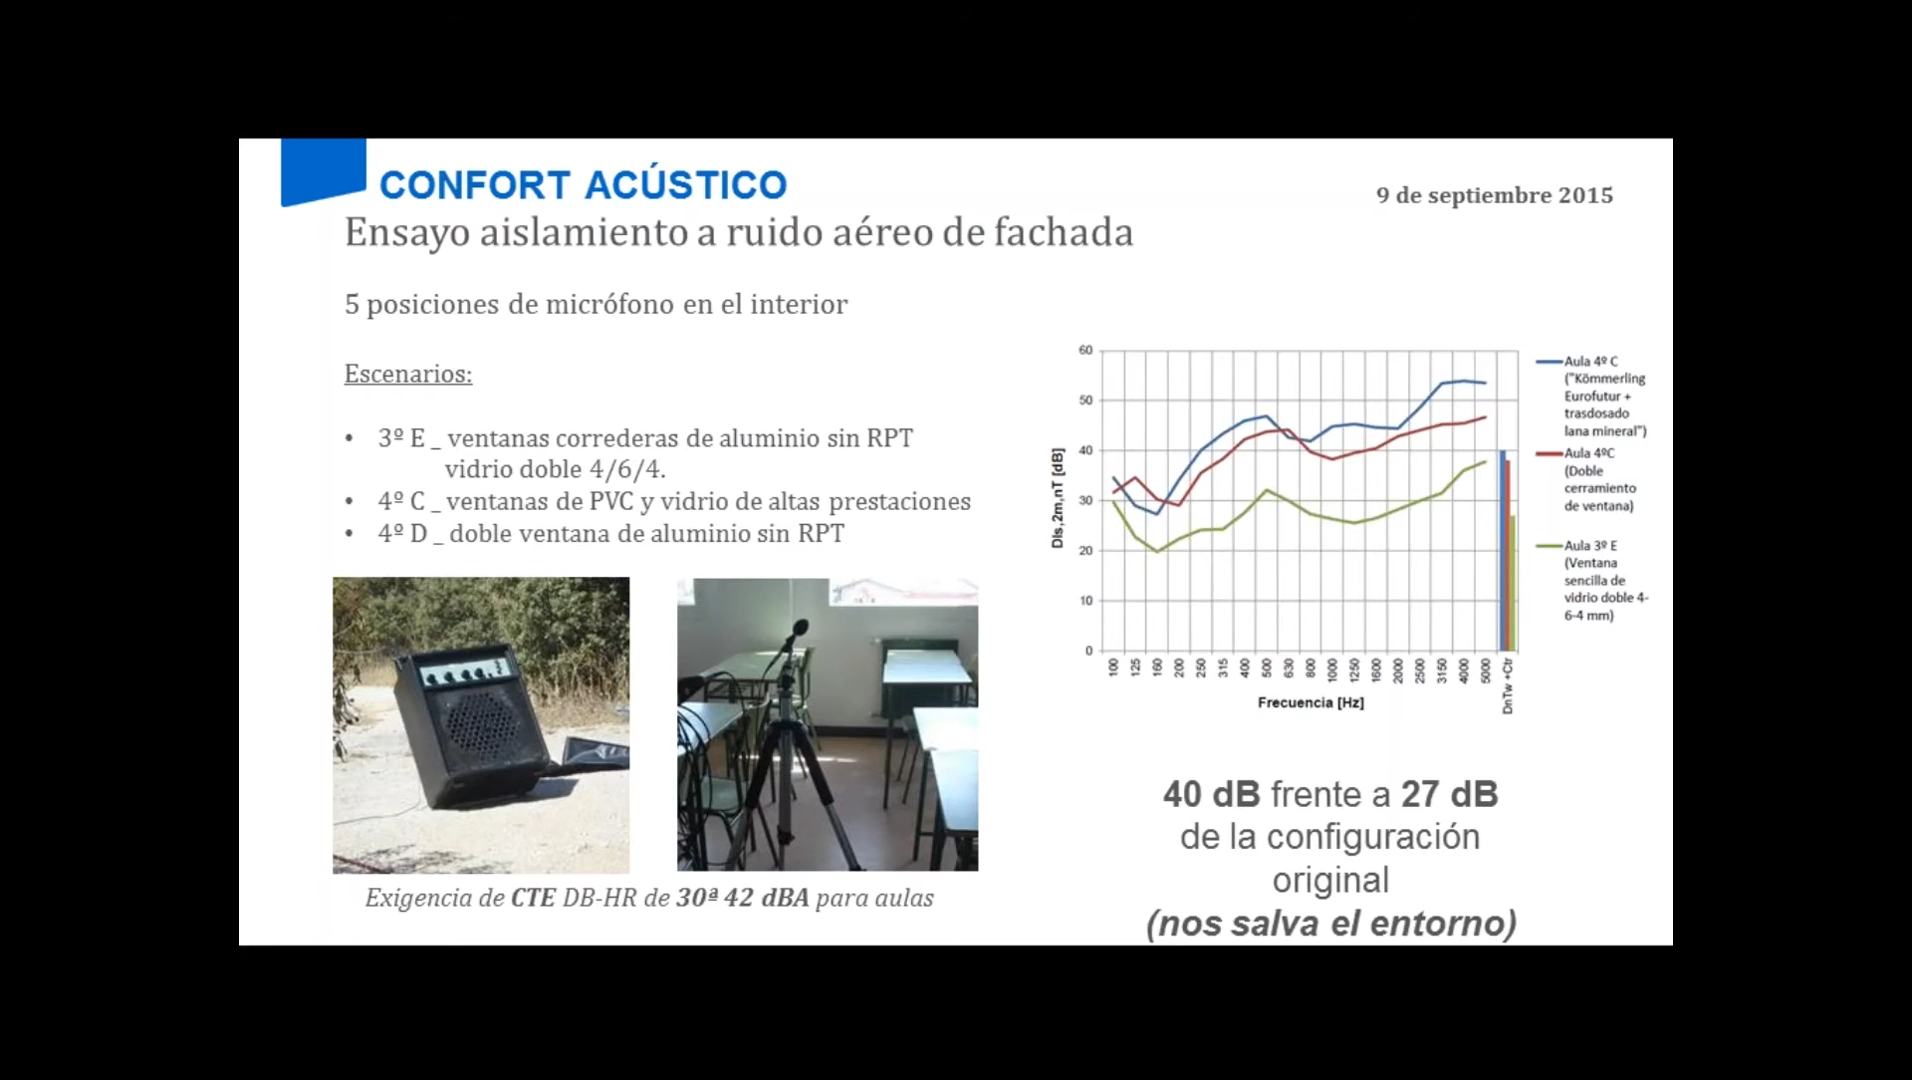 CONFORT ACÚSTICO
9 de septiembre 2015
Ensayo aislamiento a ruido aéreo de fachada
5 posiciones de micrófono en el interior
Escenarios:
• 3º E _ ventanas correderas de aluminio sin RPT
vidrio doble 4/6/4.
• 4º C _ ventanas de PVC y vidrio de altas prestaciones
• 4º D _ doble ventana de aluminio sin RPT
Exigencia de CTE DB-HR de 30ª 42 dBA para aulas
60
50
40
30
20
10
0
Dls,2m,nT [dB]
100 125 160 200 250 315 400 500 630 800 1000 1250 1600 2000 2500 3150 4000 5000 DnTw +Ctr
Frecuencia [Hz]
Aula 4º C
("Kömmerling
Eurofutur +
trasdosado
lana mineral")
Aula 4ºC
(Doble
cerramiento
de ventana)
Aula 3º E
(Ventana
sencilla de
vidrio doble 4-
6-4 mm)
40 dB frente a 27 dB
de la configuración
original
(nos salva el entorno)